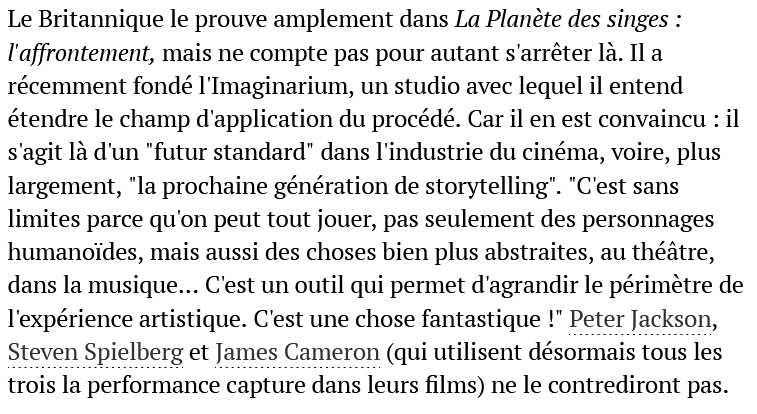 Le Britannique le prouve amplement dans La Planète des singes :
l'affrontement, mais ne compte pas pour autant s'arrêter là. Il a
récemment fondé l'Imaginarium, un studio avec lequel il entend
étendre le champ d'application du procédé. Car il en est convaincu : il
s'agit là d'un "futur standard" dans l'industrie du cinéma, voire, plus
largement, "la prochaine génération de storytelling". "C'est sans
limites parce qu'on peut tout jouer, pas seulement des personnages
humanoïdes, mais aussi des choses bien plus abstraites, au théâtre,
dans la musique... C'est un outil qui permet d'agrandir le périmètre de
l'expérience artistique. C'est une chose fantastique !" Peter Jackson,
Steven Spielberg et James Cameron (qui utilisent désormais tous les
trois la performance capture dans leurs films) ne le contrediront pas.